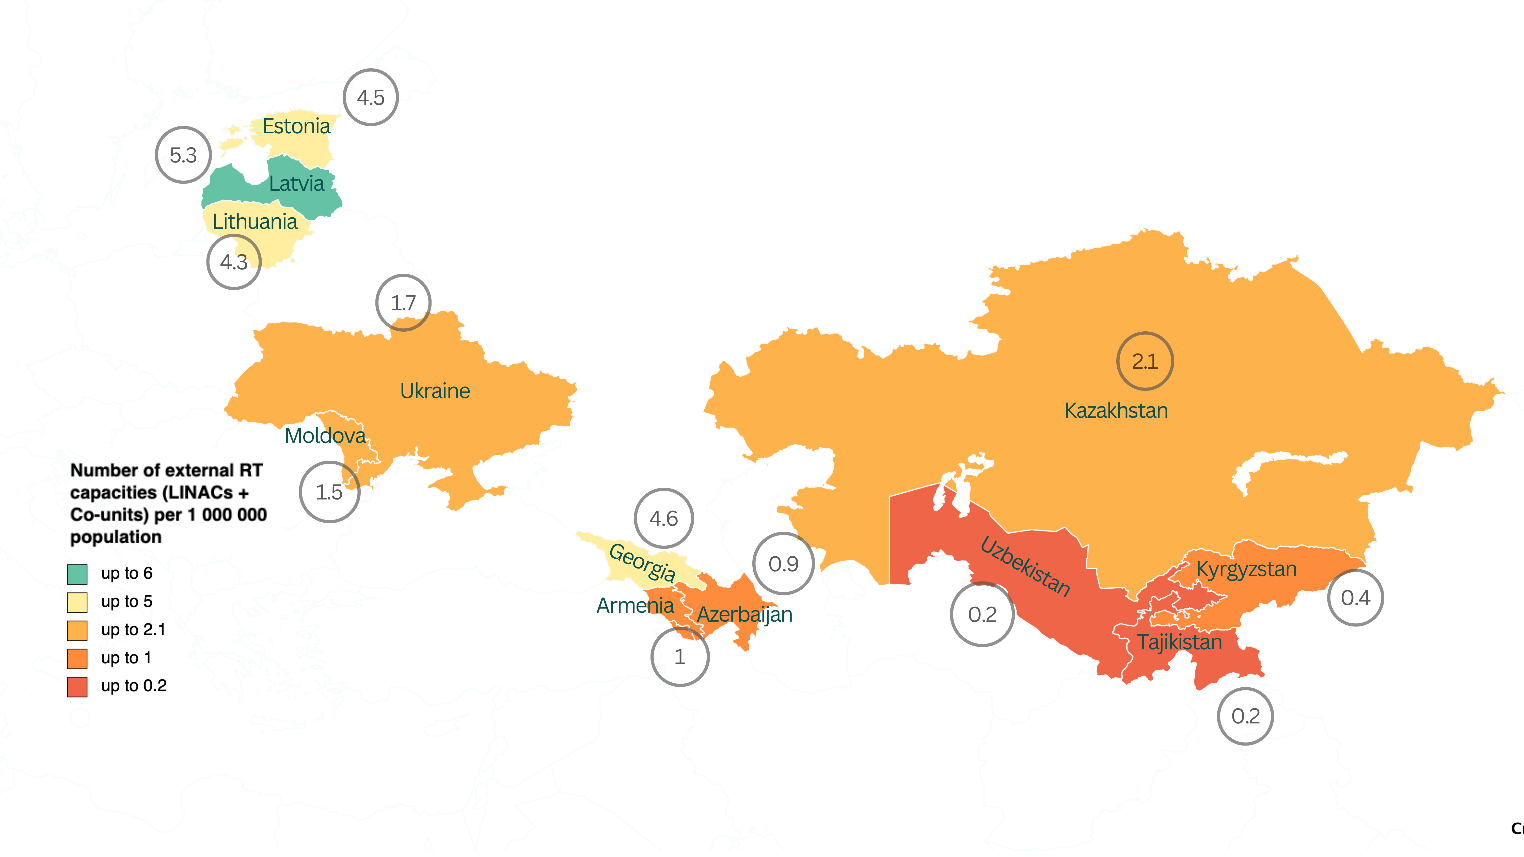 4.5
Estonia
5.3
Latvia
Lithuania
4.3
1.7
Ukraine
Moldova
1.5
2.1
Kazakhstan
Number of external RT
capacities (LINACs +
Co-units) per 1 000 000
population
up to 6
up to 5
up to 2.1
up to 1
up to 0.2
4.6
Georgia
0.9
Armenia
Azerbaijan
1
Uzbekistan
0.2
Kyrgyzstan
0.4
Tajikistan
0.2